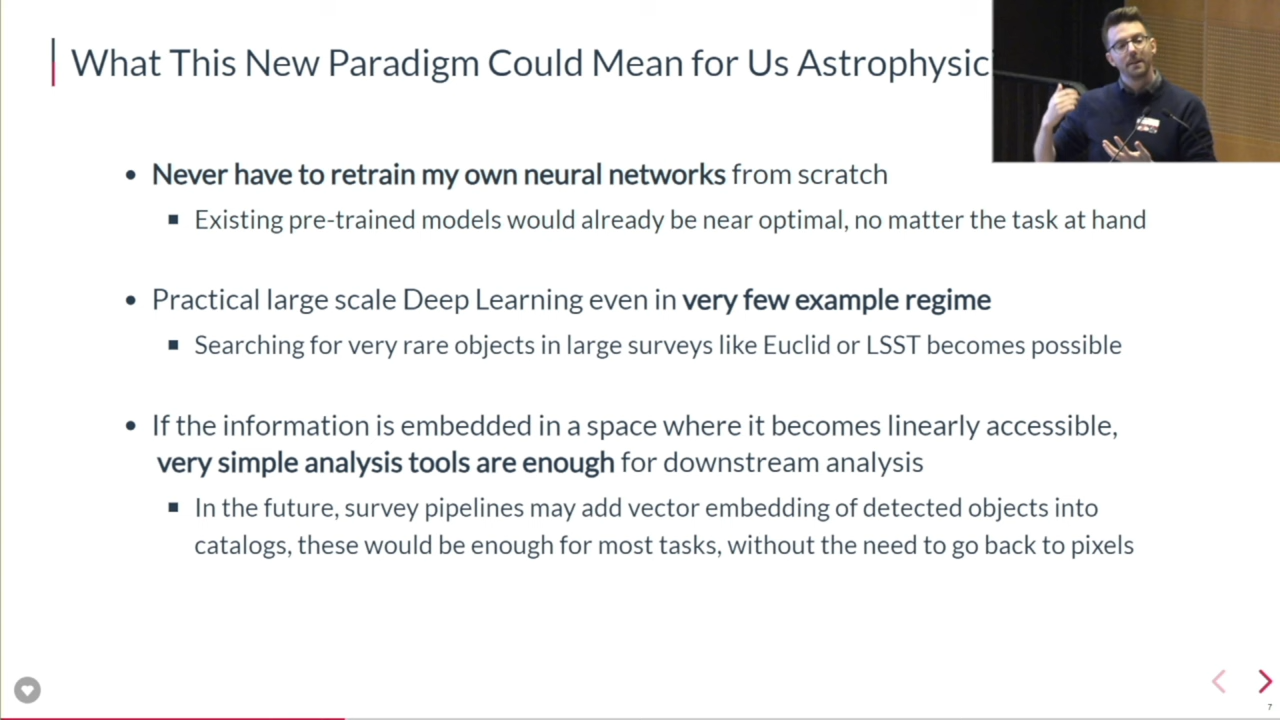 What This New Paradigm Could Mean for Us Astrophysic
Never have to retrain my own neural networks from scratch
Existing pre-trained models would already be near optimal, no matter the task at hand
Practical large scale Deep Learning even in very few example regime
Searching for very rare objects in large surveys like Euclid or LSST becomes possible
If the information is embedded in a space where it becomes linearly accessible,
very simple analysis tools are enough for downstream analysis
In the future, survey pipelines may add vector embedding of detected objects into
catalogs, these would be enough for most tasks, without the need to go back to pixels
7